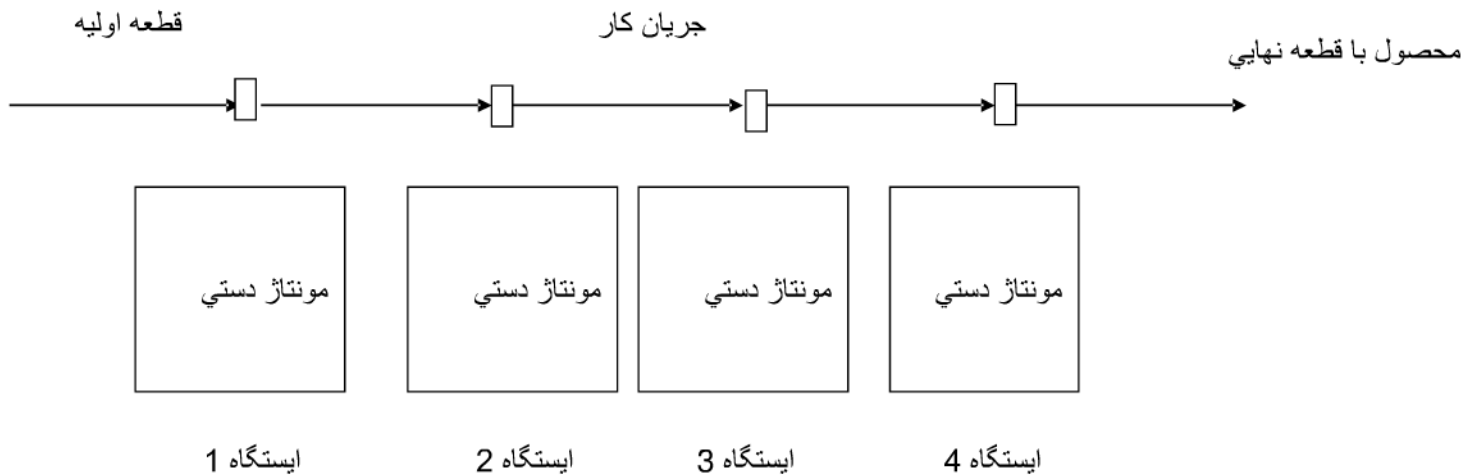 قطعه اوليه
جريان كار
محصول با قطعه نهايي
مونتاژ دستي
مونتاژ دستي
مونتاژ دستي
مونتاژ دستي
ايستگاه 1
ايستگاه 2
ايستگاه 3
ايستگاه 4